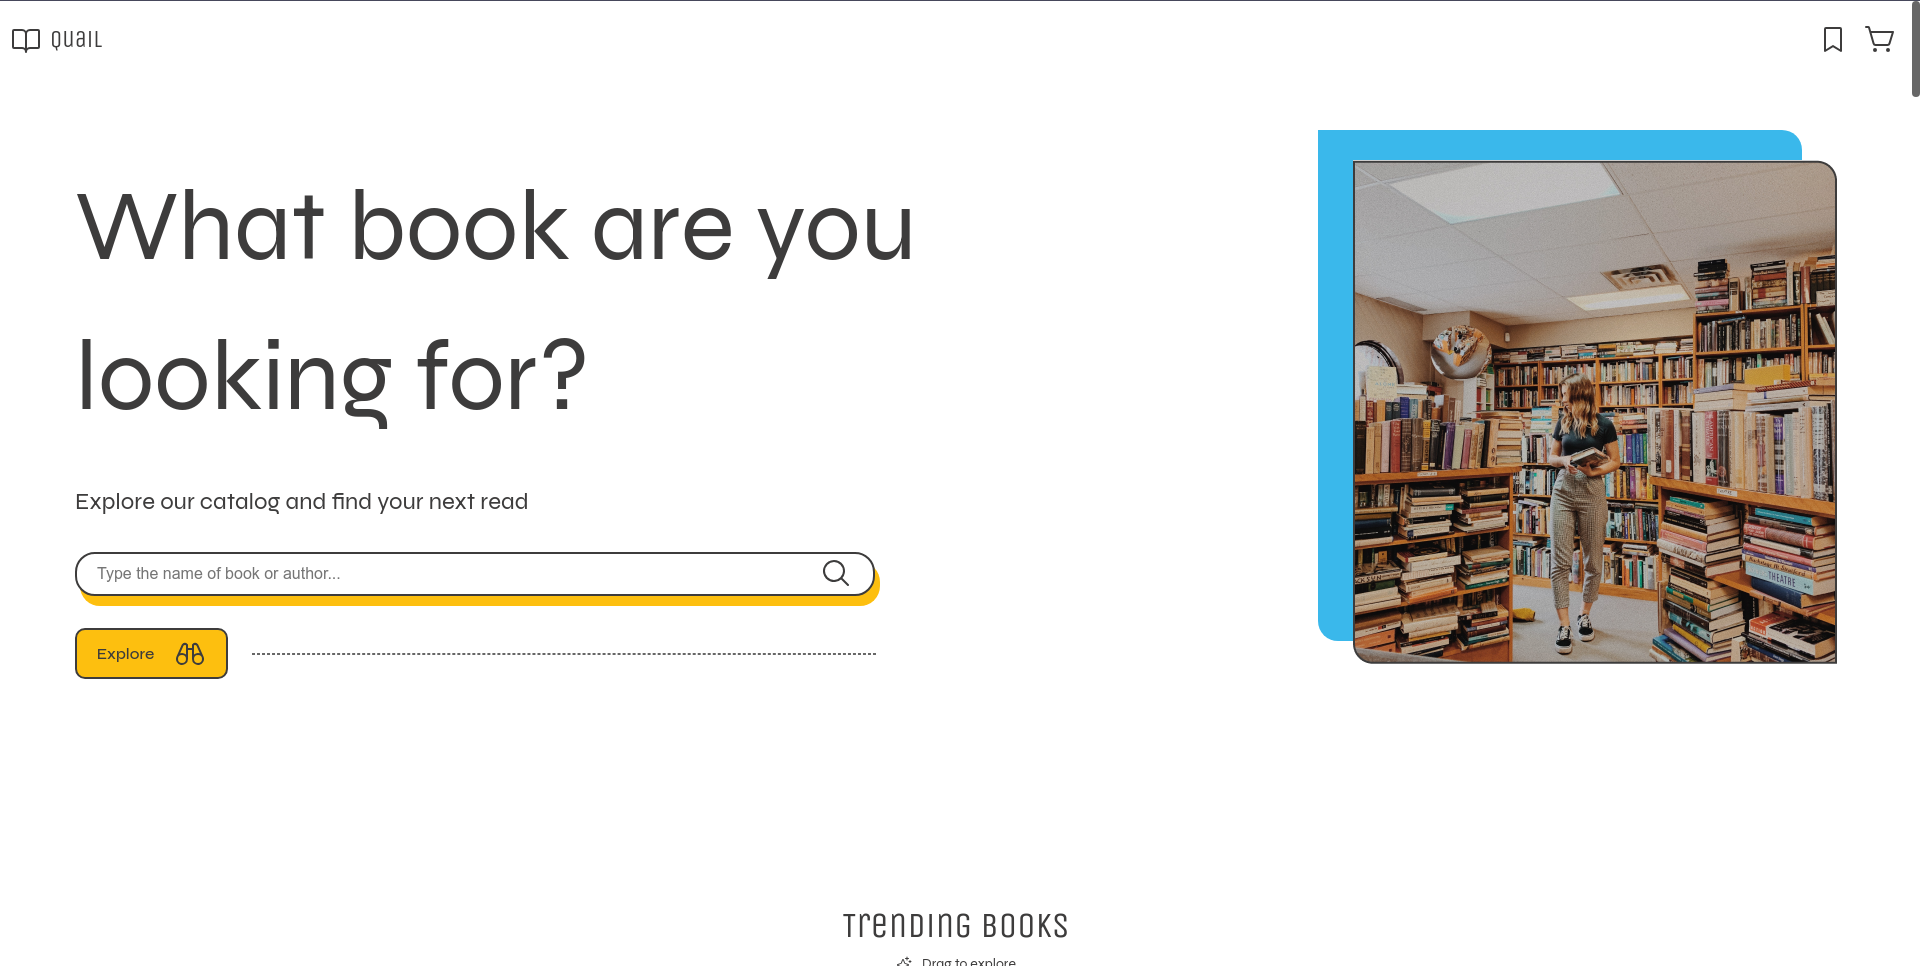 Quail
What book are you
looking for?
Explore our catalog and find your next read
Type the name of book or author...
Explore
THEATRE
Trending Books
Drag to explore